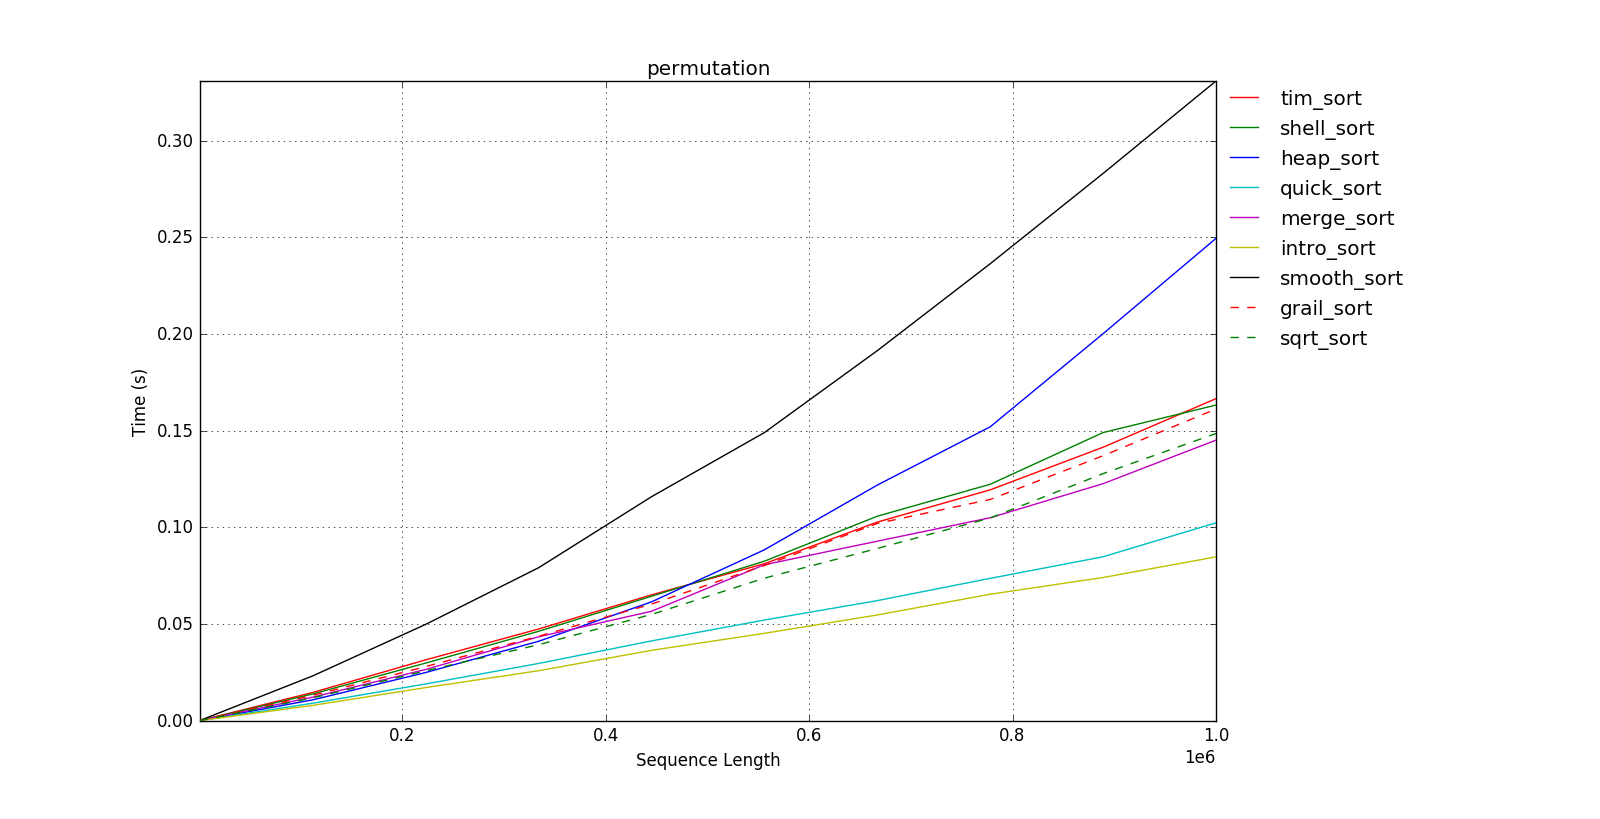 permutation
0.30
0.25
0.20
0.15
0.10
0.05
0.00
Time (s)
0.2 0.4 0.6 0.8 1.0
1e6
Sequence Length
tim_sort
shell_sort
heap_sort
quick_sort
merge_sort
intro_sort
smooth_sort
grail_sort
sqrt_sort